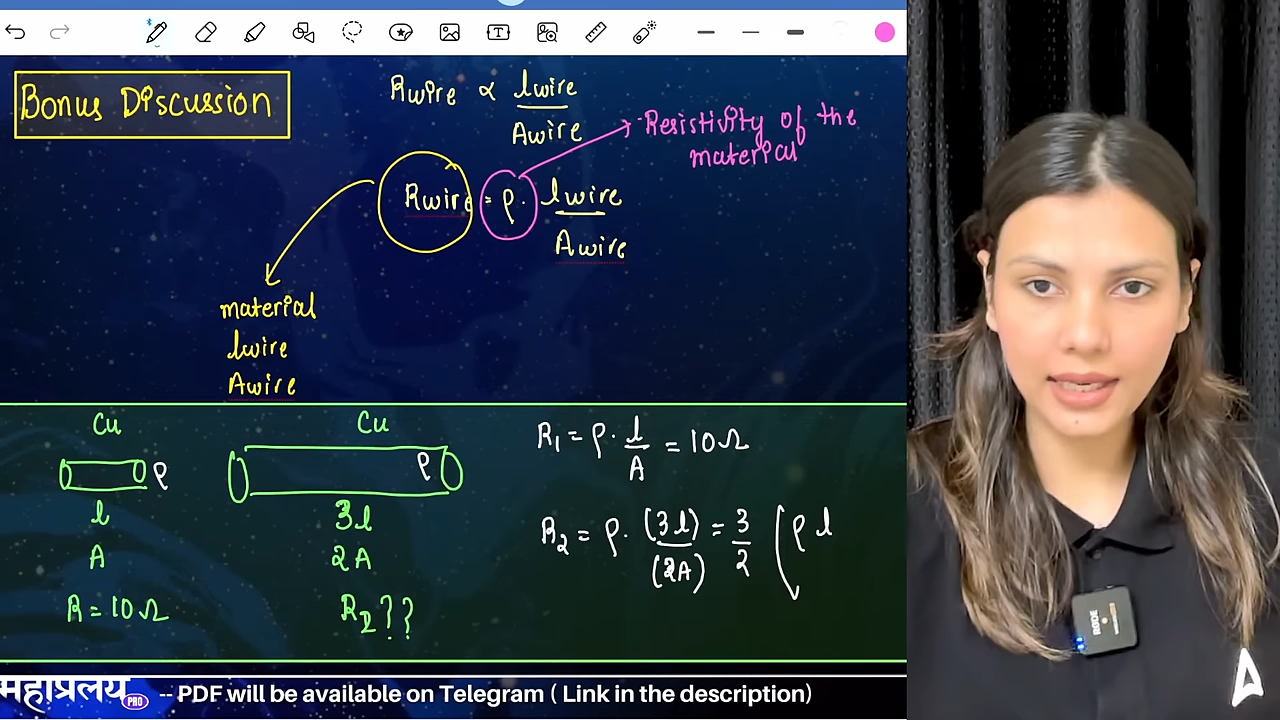 Bonus Discussion
Rwire ∝ lwire
Awire
Resistivity of the
material
Rwire = ρ. lwire
Awire
material
lwire
Awire
Cu
Cu
ρ
ρ
l
3l
A
2A
R = 10Ω
R2??
R1 = ρ. l/A = 10Ω
R2 = ρ. (3l)/(2A) = 3/2 (ρ l
RØDE
महाप्रलय PRO -- PDF will be available on Telegram ( Link in the description)